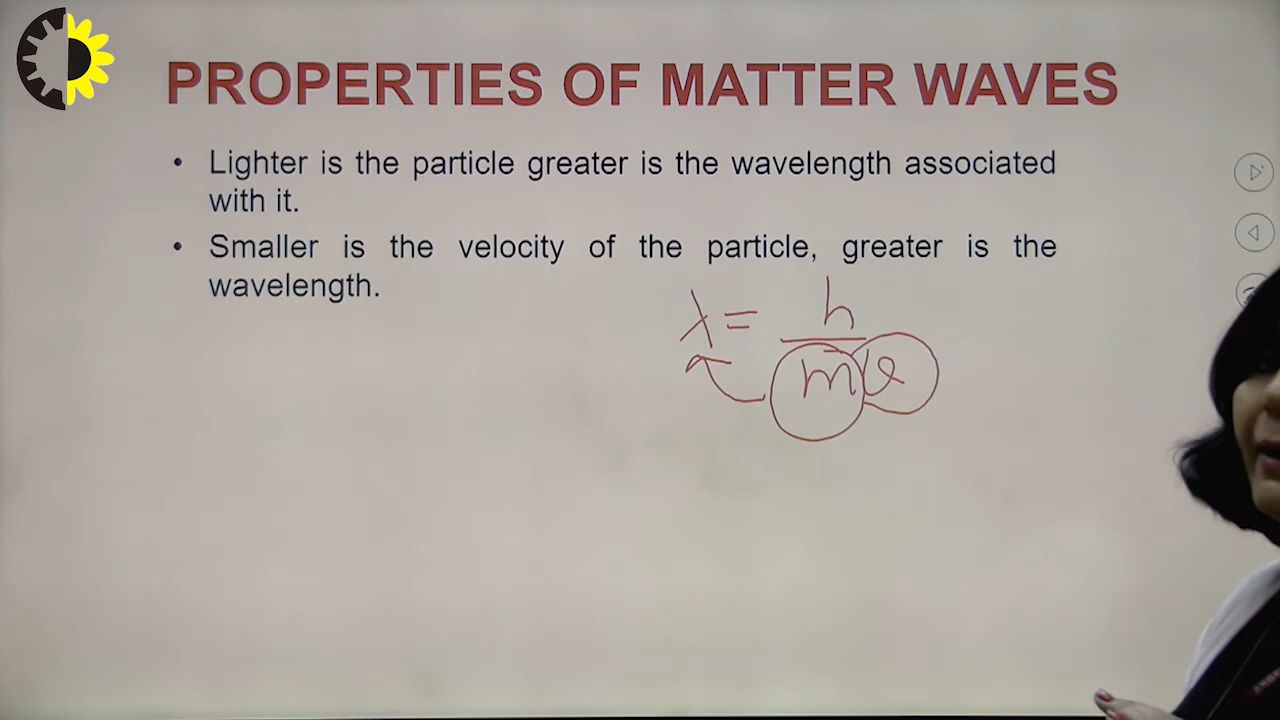 PROPERTIES OF MATTER WAVES
• Lighter is the particle greater is the wavelength associated
with it.
• Smaller is the velocity of the particle, greater is the
wavelength.
λ = h
mv